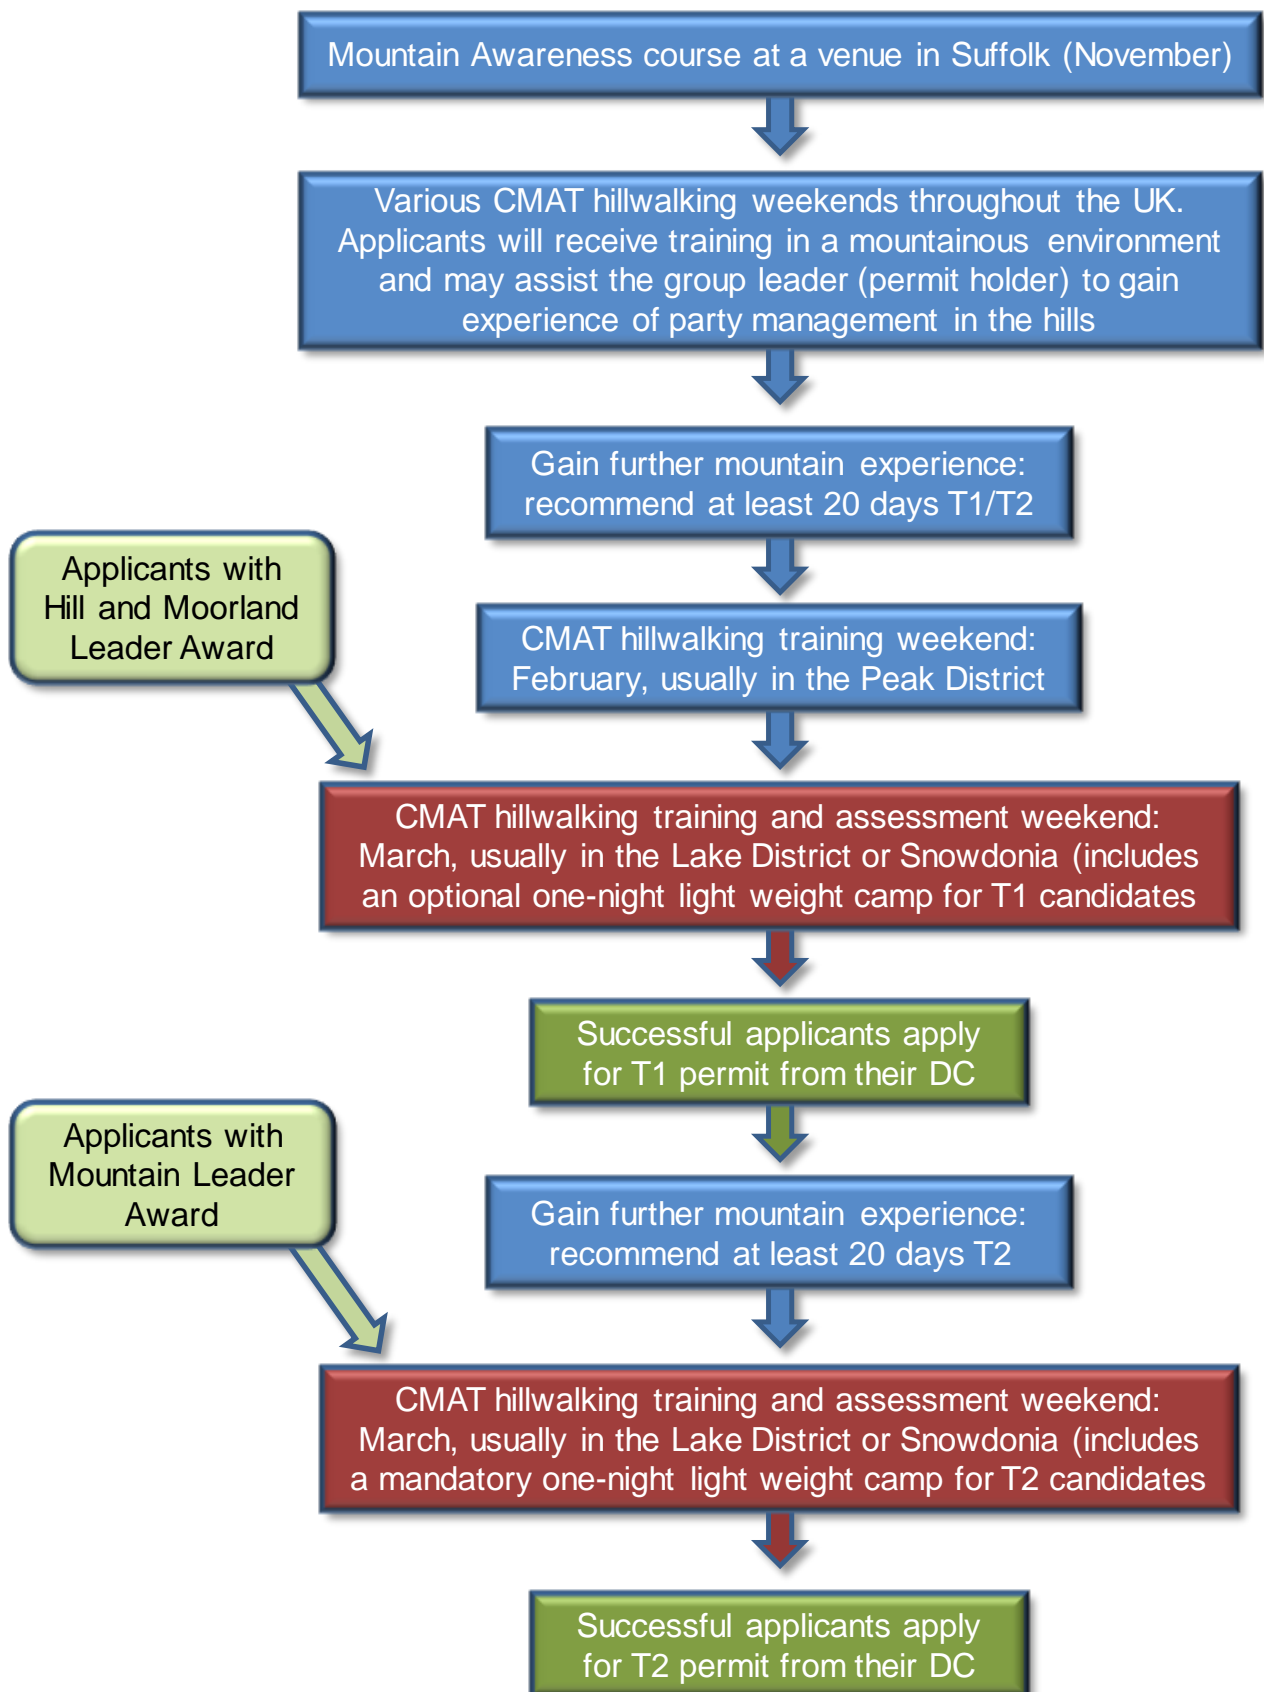 Mountain Awareness course at a venue in Suffolk (November)
Various CMAT hillwalking weekends throughout the UK.
Applicants will receive training in a mountainous environment
and may assist the group leader (permit holder) to gain
experience of party management in the hills
Gain further mountain experience:
recommend at least 20 days T1/T2
Applicants with
Hill and Moorland
Leader Award
CMAT hillwalking training weekend:
February, usually in the Peak District
CMAT hillwalking training and assessment weekend:
March, usually in the Lake District or Snowdonia (includes
an optional one-night light weight camp for T1 candidates
Successful applicants apply
for T1 permit from their DC
Applicants with
Mountain Leader
Award
Gain further mountain experience:
recommend at least 20 days T2
CMAT hillwalking training and assessment weekend:
March, usually in the Lake District or Snowdonia (includes
a mandatory one-night light weight camp for T2 candidates
Successful applicants apply
for T2 permit from their DC